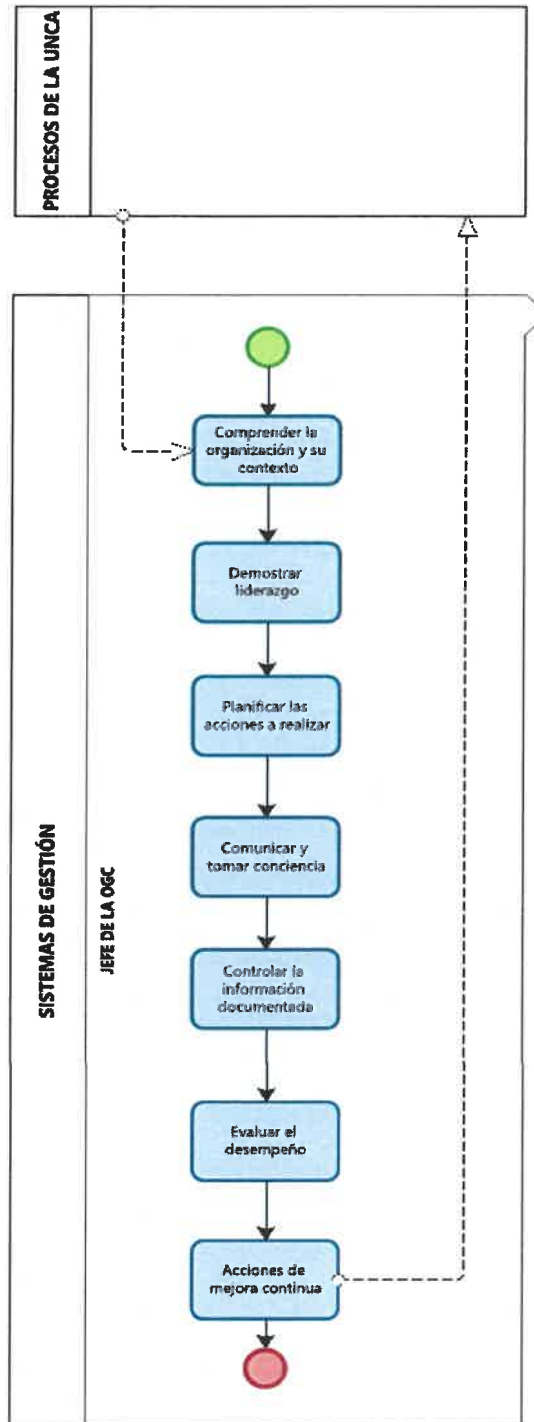 PROCESOS DE LA UNCA
SISTEMAS DE GESTIÓN
JEFE DE LA OGC
Comprender la
organización y su
contexto
Demostrar
liderazgo
Planificar las
acciones a realizar
Comunicar y
tomar conciencia
Controlar la
información
documentada
Evaluar el
desempeño
Acciones de
mejora continua